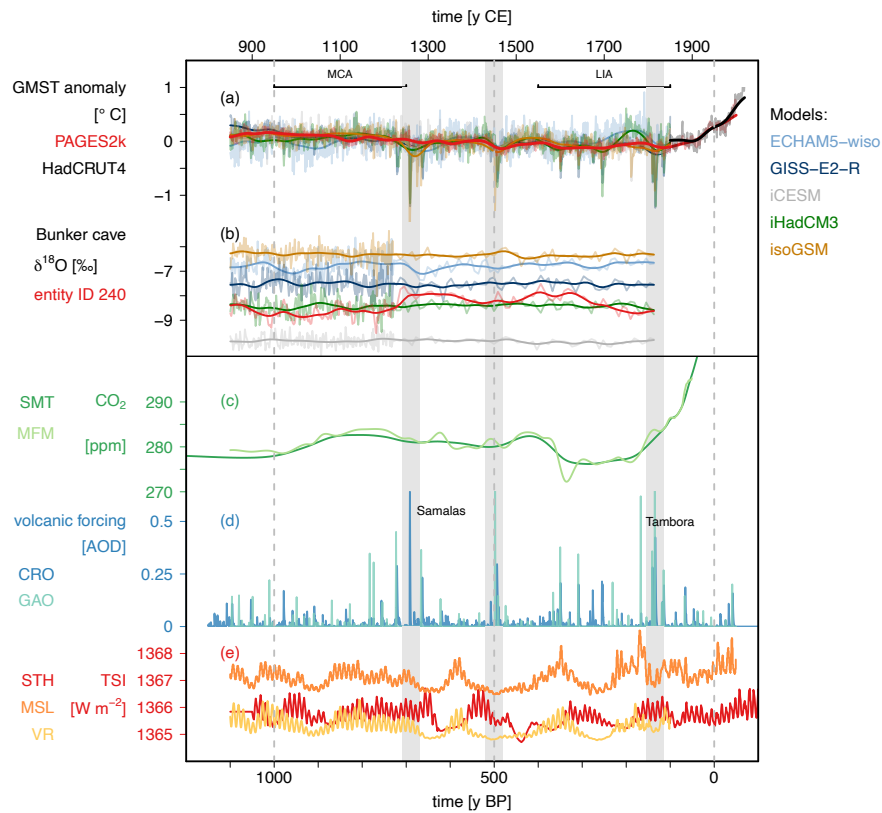 time [y CE]
900 1100 1300 1500 1700 1900
MCA LIA
GMST anomaly 1 (a)
[° C] 0 Models:
PAGES2k ECHAM5−wiso
HadCRUT4 −1 GISS−E2−R
iCESM
Bunker cave (b) iHadCM3
δ18O [‰] −7 isoGSM
entity ID 240 −9
SMT CO2 290 (c)
MFM [ppm] 280
270
volcanic forcing 0.5 (d) Samalas Tambora
[AOD]
CRO 0.25
GAO 0
1368 (e)
STH TSI 1367
MSL [W m−2] 1366
VR 1365
1000 500 0
time [y BP]